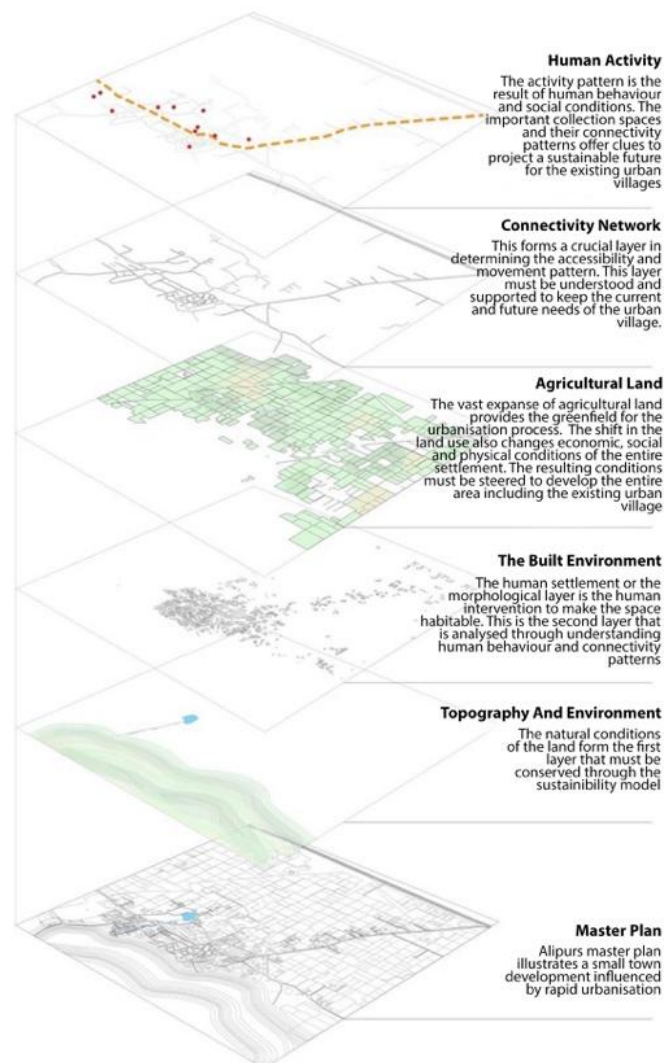 Human Activity
The activity pattern is the
result of human behaviour
and social conditions. The
important collection spaces
and their connectivity
patterns offer clues to
project a sustainable future
for the existing urban
villages
Connectivity Network
This forms a crucial layer in
determining the accessibility and
movement pattern. This layer
must be understood and
supported to keep the current
and future needs of the urban
village.
Agricultural Land
The vast expanse of agricultural land
provides the greenfield for the
urbanisation process. The shift in the
land use also changes economic, social
and physical conditions of the entire
settlement. The resulting conditions
must be steered to develop the entire
area including the existing urban
village
The Built Environment
The human settlement or the
morphological layer is the human
intervention to make the space
habitable. This is the second layer that
is analysed through understanding
human behaviour and connectivity
patterns
Topography And Environment
The natural conditions
of the land form the first
layer that must be
conserved through the
sustainibility model
Master Plan
Alipurs master plan
illustrates a small town
development influenced
by rapid urbanisation